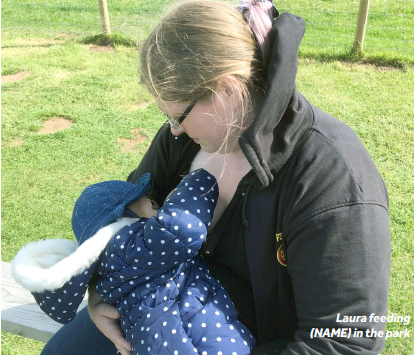 Laura feeding
(NAME) in the park